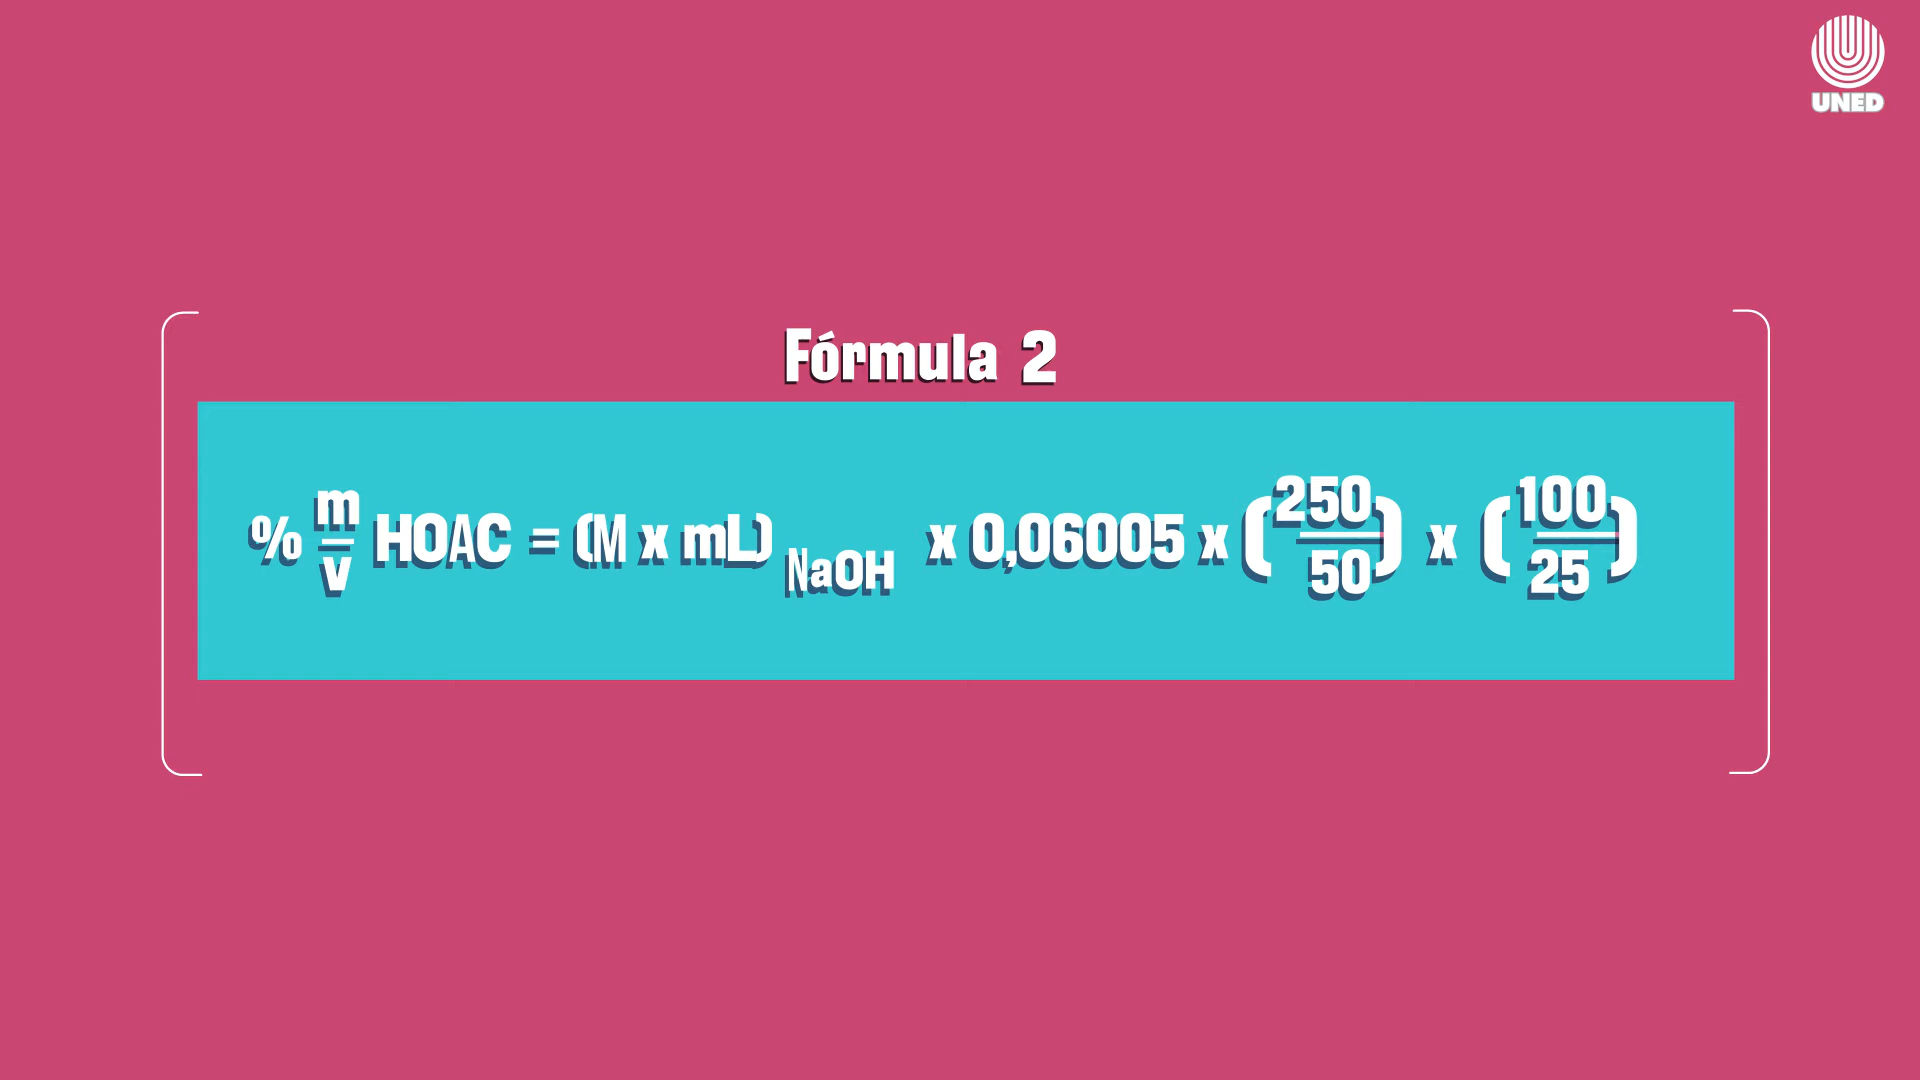 UNED
Fórmula 2
% m/v HOAC = (M x mL) NaOH x 0,06005 x (250/50) x (100/25)